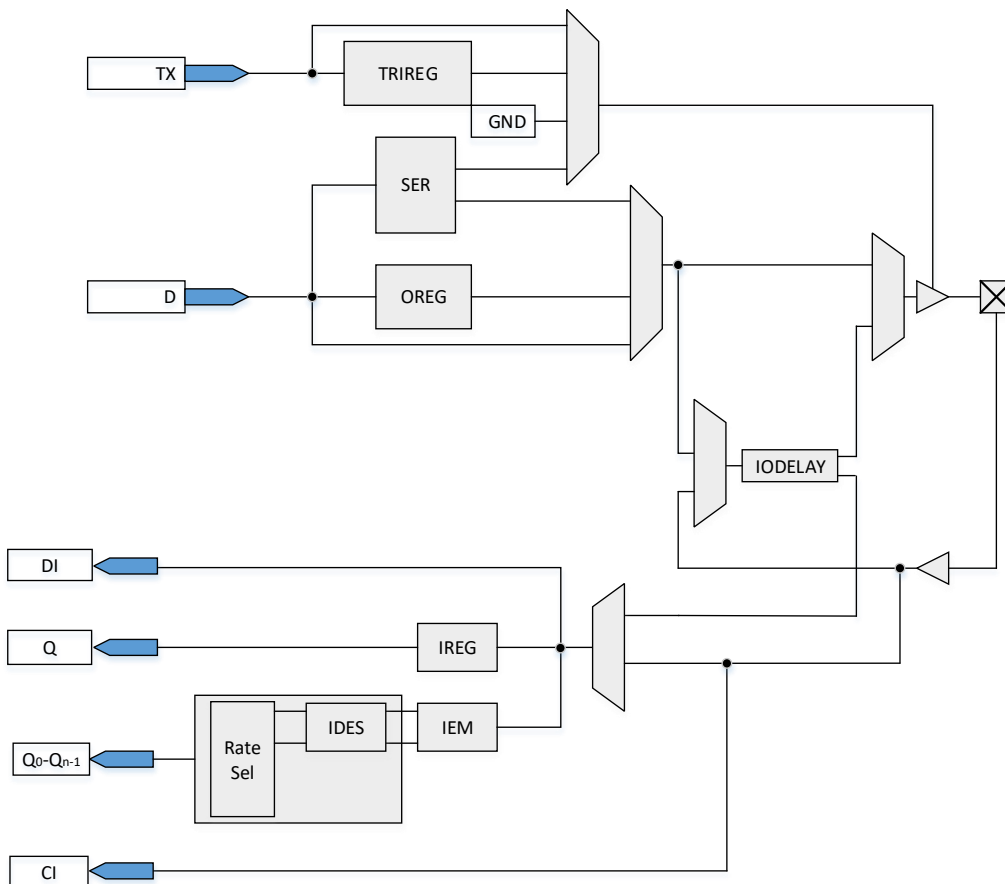 TX
TRIREG
GND
SER
D
OREG
IODELAY
DI
Q
IREG
IDES
IEM
Rate
Sel
Q0-Qn-1
CI